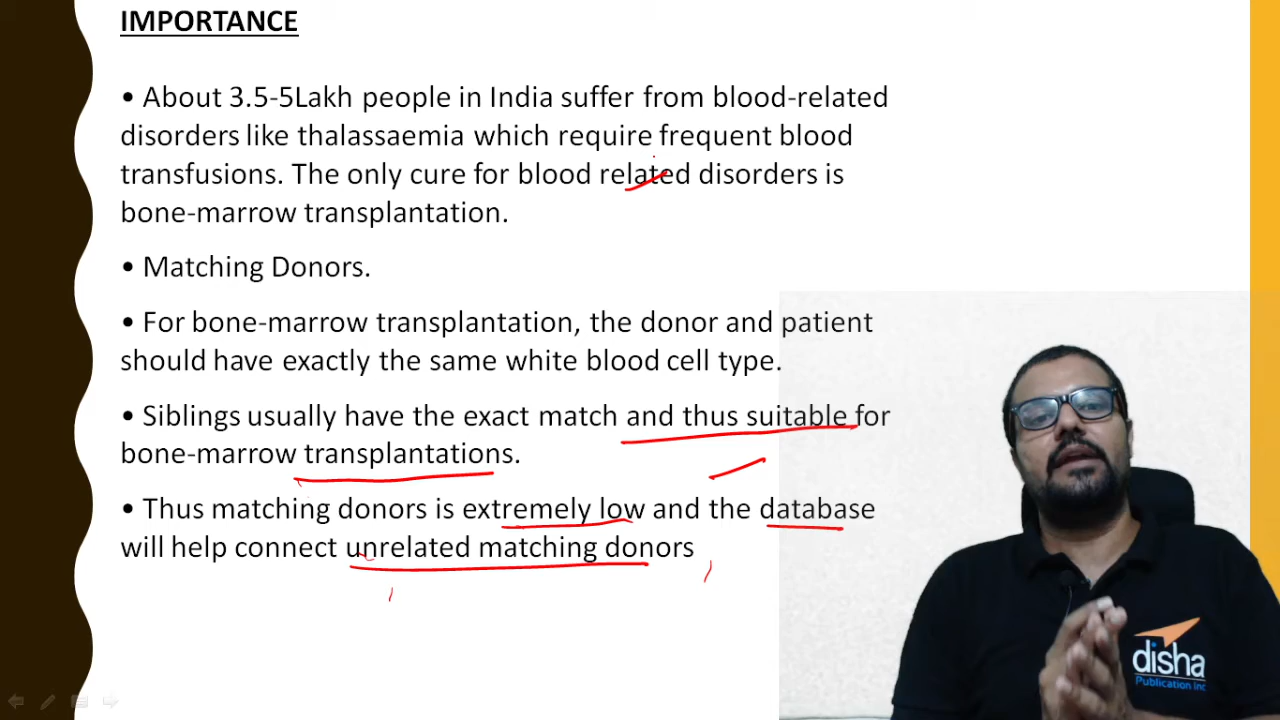 IMPORTANCE
• About 3.5-5Lakh people in India suffer from blood-related
disorders like thalassaemia which require frequent blood
transfusions. The only cure for blood related disorders is
bone-marrow transplantation.
• Matching Donors.
• For bone-marrow transplantation, the donor and patient
should have exactly the same white blood cell type.
• Siblings usually have the exact match and thus suitable for
bone-marrow transplantations.
• Thus matching donors is extremely low and the database
will help connect unrelated matching donors
disha
Publication Inc